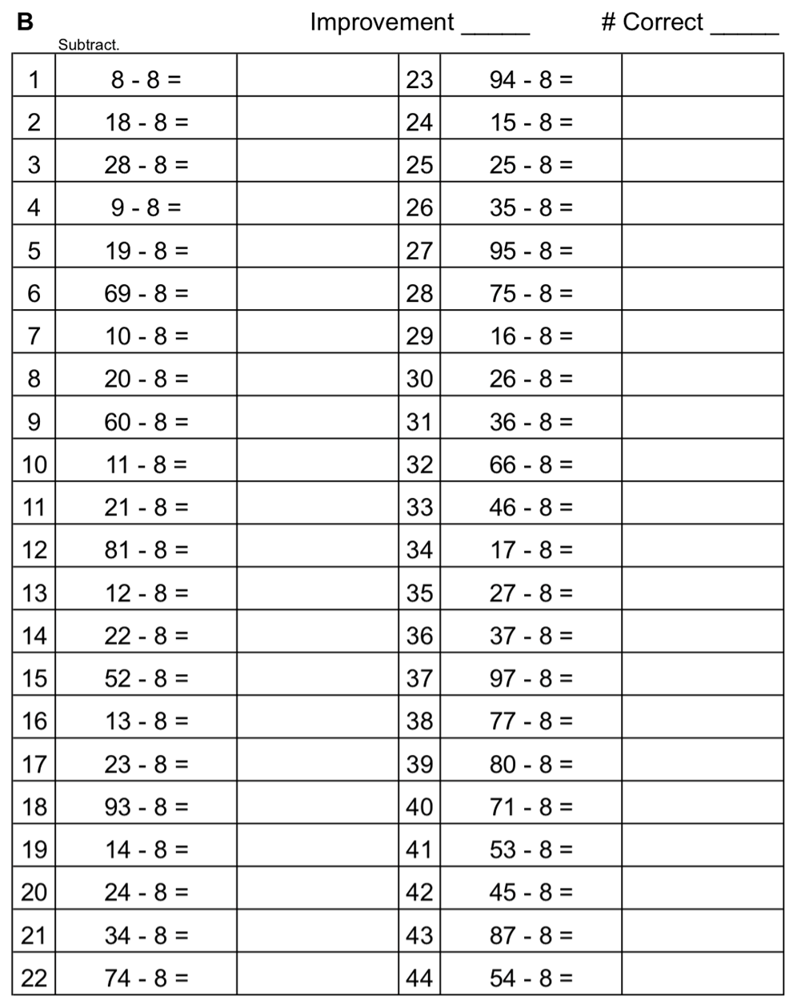 B Improvement _____ # Correct _____
Subtract.
1 8 - 8 = 23 94 - 8 =
2 18 - 8 = 24 15 - 8 =
3 28 - 8 = 25 25 - 8 =
4 9 - 8 = 26 35 - 8 =
5 19 - 8 = 27 95 - 8 =
6 69 - 8 = 28 75 - 8 =
7 10 - 8 = 29 16 - 8 =
8 20 - 8 = 30 26 - 8 =
9 60 - 8 = 31 36 - 8 =
10 11 - 8 = 32 66 - 8 =
11 21 - 8 = 33 46 - 8 =
12 81 - 8 = 34 17 - 8 =
13 12 - 8 = 35 27 - 8 =
14 22 - 8 = 36 37 - 8 =
15 52 - 8 = 37 97 - 8 =
16 13 - 8 = 38 77 - 8 =
17 23 - 8 = 39 80 - 8 =
18 93 - 8 = 40 71 - 8 =
19 14 - 8 = 41 53 - 8 =
20 24 - 8 = 42 45 - 8 =
21 34 - 8 = 43 87 - 8 =
22 74 - 8 = 44 54 - 8 =